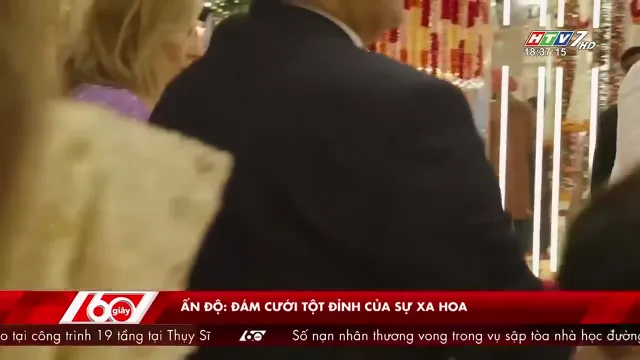 HTV7 HD
18:37:15
60 giây
ẤN ĐỘ: ĐÁM CƯỚI TỘT ĐỈNH CỦA SỰ XA HOA
o tại công trình 19 tầng tại Thụy Sĩ 60 Số nạn nhân thương vong trong vụ sập tòa nhà học đường